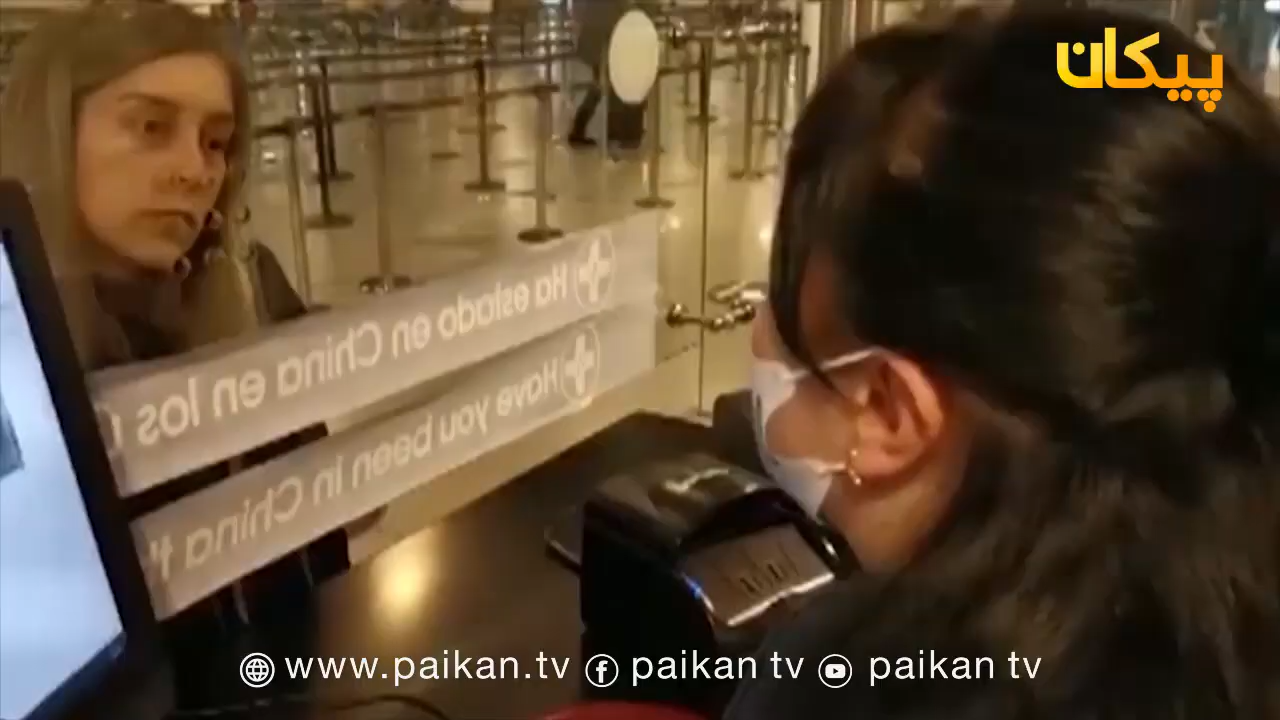 پیکان
Ha estado en China en los
Have you been in China
www.paikan.tv paikan tv paikan tv